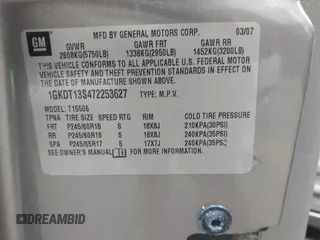 GM
MFD BY GENERAL MOTORS CORP. 03/07
GVWR GAWR FRT GAWR RR
2608KG(5750LB) 1338KG(2950LB) 1452KG(3200LB)
THIS VEHICLE CONFORMS TO ALL APPLICABLE U.S. FEDERAL MOTOR
VEHICLE SAFETY AND THEFT PREVENTION STANDARDS IN EFFECT ON
THE DATE OF MANUFACTURE SHOWN ABOVE.
1GKDT13S472253627 TYPE: M.P.V.
MODEL: T15506
TPNA TIRE SIZE SPEED RTG RIM COLD TIRE PRESSURE
FRT P245/60R18 S 18X8J 210KPA(30PSI)
RR P245/60R18 S 18X8J 240KPA(35PSI)
SPA P245/65R17 S 17X7J 240KPA(35PSI)
SEE OWNER'S MANUAL FOR ADDITIONAL INFORMATION.
DREAMBID